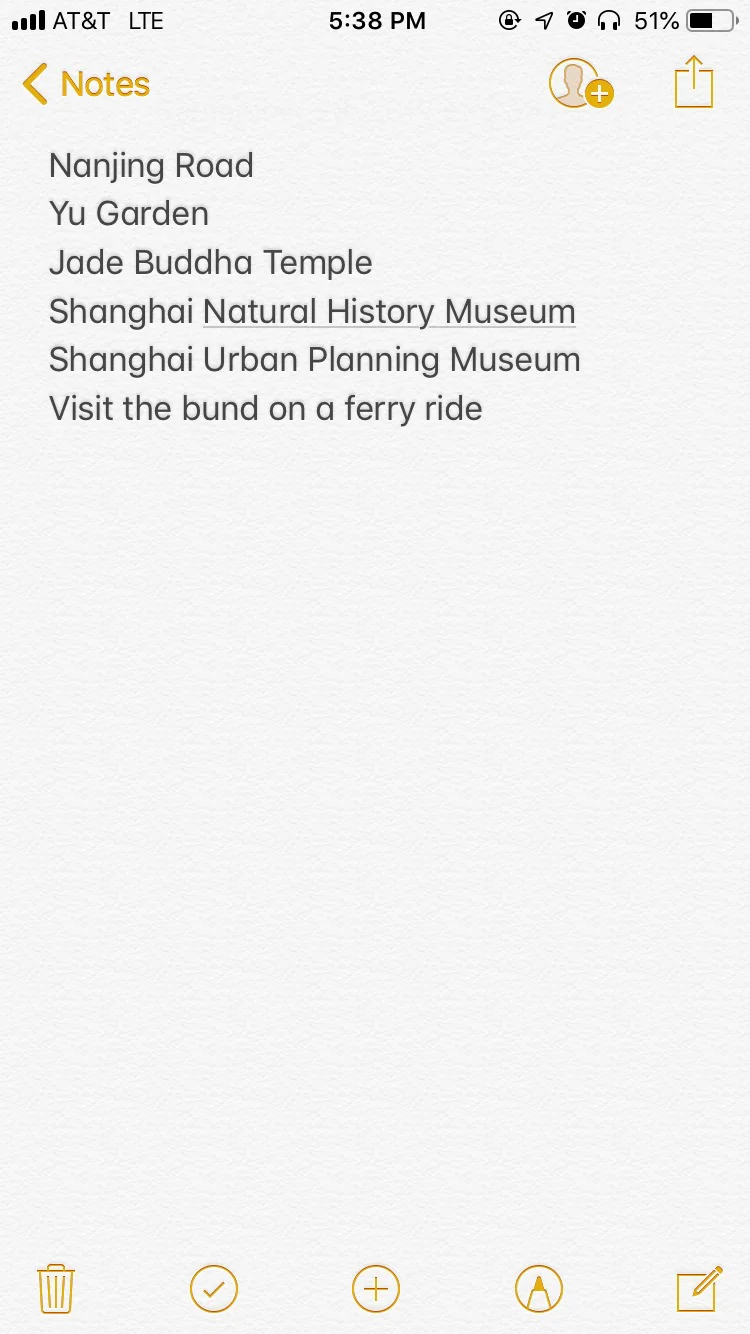 AT&T LTE 5:38 PM 51%
Notes
Nanjing Road
Yu Garden
Jade Buddha Temple
Shanghai Natural History Museum
Shanghai Urban Planning Museum
Visit the bund on a ferry ride